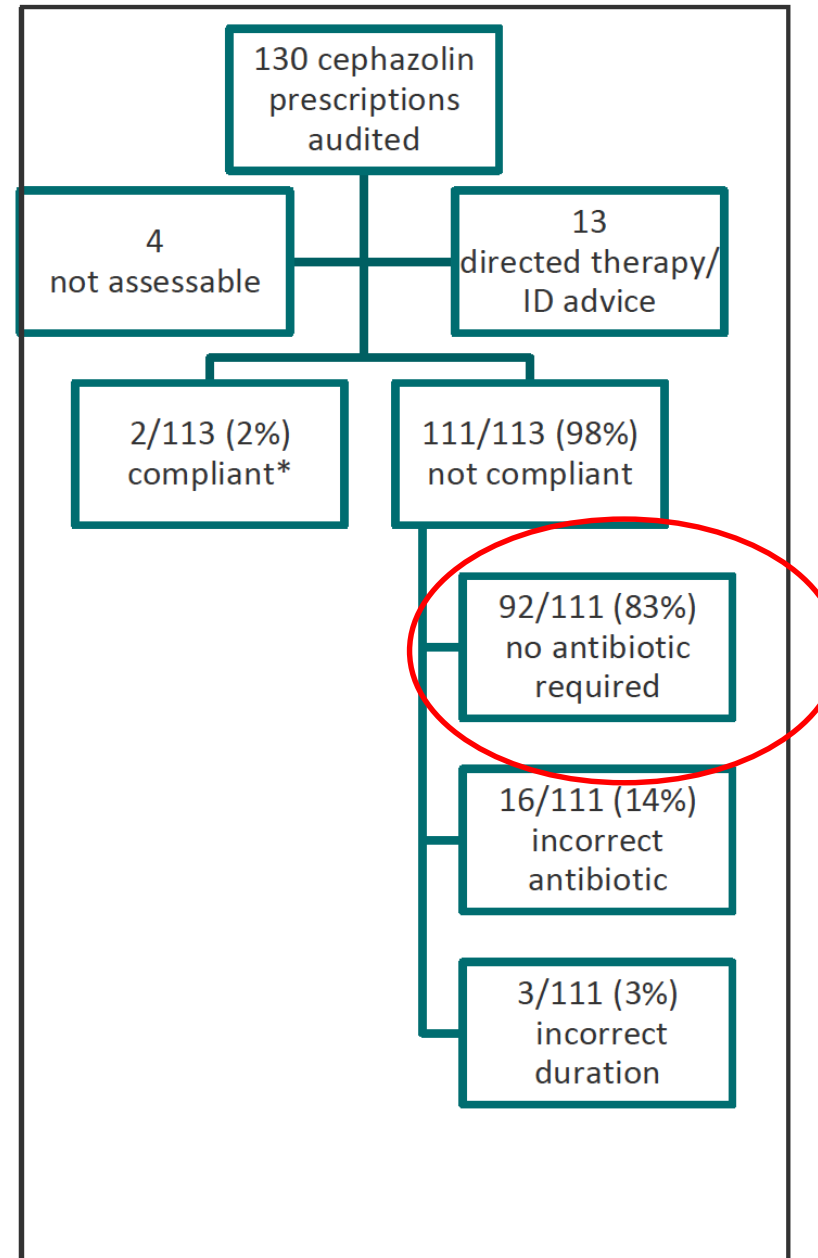 130 cephazolin
prescriptions
audited
4
not assessable
13
directed therapy/
ID advice
2/113 (2%)
compliant*
111/113 (98%)
not compliant
92/111 (83%)
no antibiotic
required
16/111 (14%)
incorrect
antibiotic
3/111 (3%)
incorrect
duration